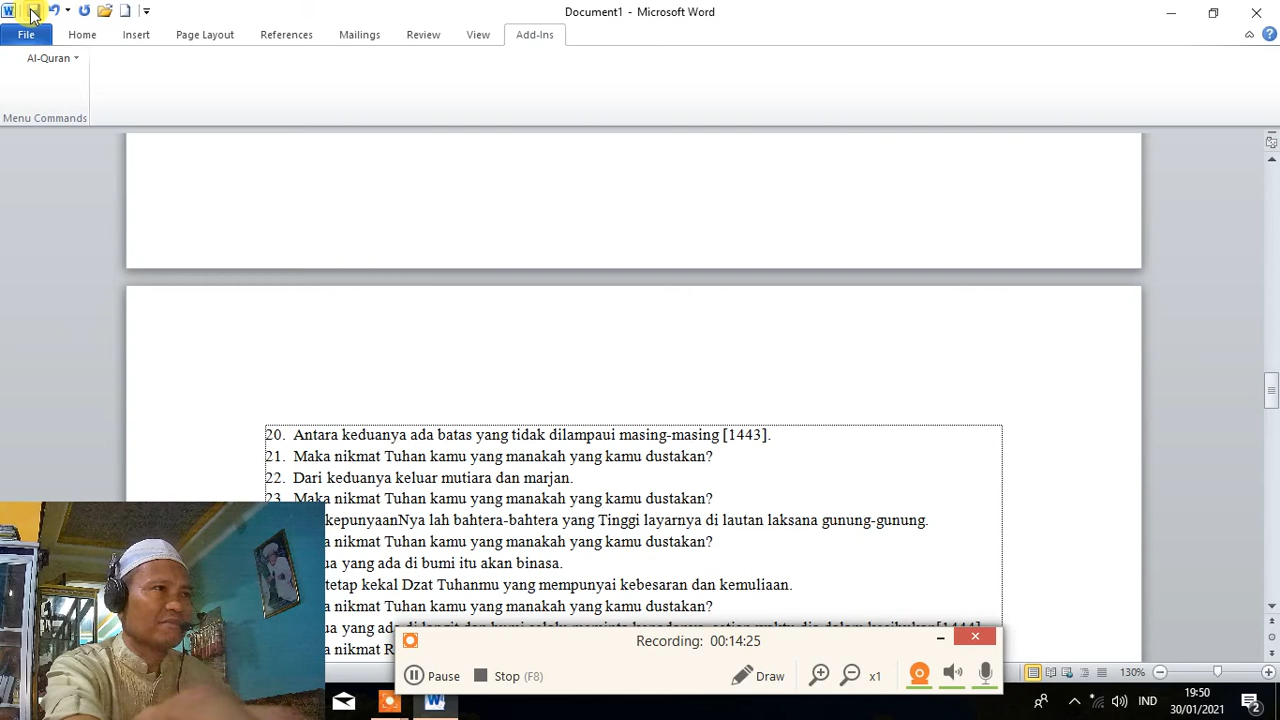 Document1 - Microsoft Word
File Home Insert Page Layout References Mailings Review View Add-Ins
Al-Quran
Menu Commands
20. Antara keduanya ada batas yang tidak dilampaui masing-masing [1443].
21. Maka nikmat Tuhan kamu yang manakah yang kamu dustakan?
22. Dari keduanya keluar mutiara dan marjan.
23. Maka nikmat Tuhan kamu yang manakah yang kamu dustakan?
kepunyaanNya lah bahtera-bahtera yang Tinggi layarnya di lautan laksana gunung-gunung.
nikmat Tuhan kamu yang manakah yang kamu dustakan?
yang ada di bumi itu akan binasa.
tetap kekal Dzat Tuhanmu yang mempunyai kebesaran dan kemuliaan.
nikmat Tuhan kamu yang manakah yang kamu dustakan?
yang
nikmat
Recording: 00:14:25
Pause Stop (F8) Draw x1
130%
IND
19:50
30/01/2021
2